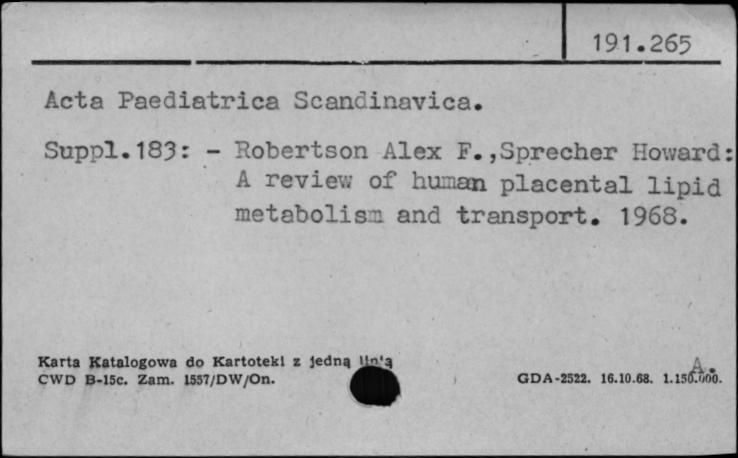 191.265
Acta Paediatrica Scandinavica.
Suppl.183: - Robertson Alex F.,Sprecher Howard:
A review of human placental lipid
metabolism and transport. 1968.
Karta Katalogowa do Kartoteki z jedną linią
CWD B-15c. Zam. 1557/DW/On.
GDA-2522. 16.10.68. 1.150.000.
A.